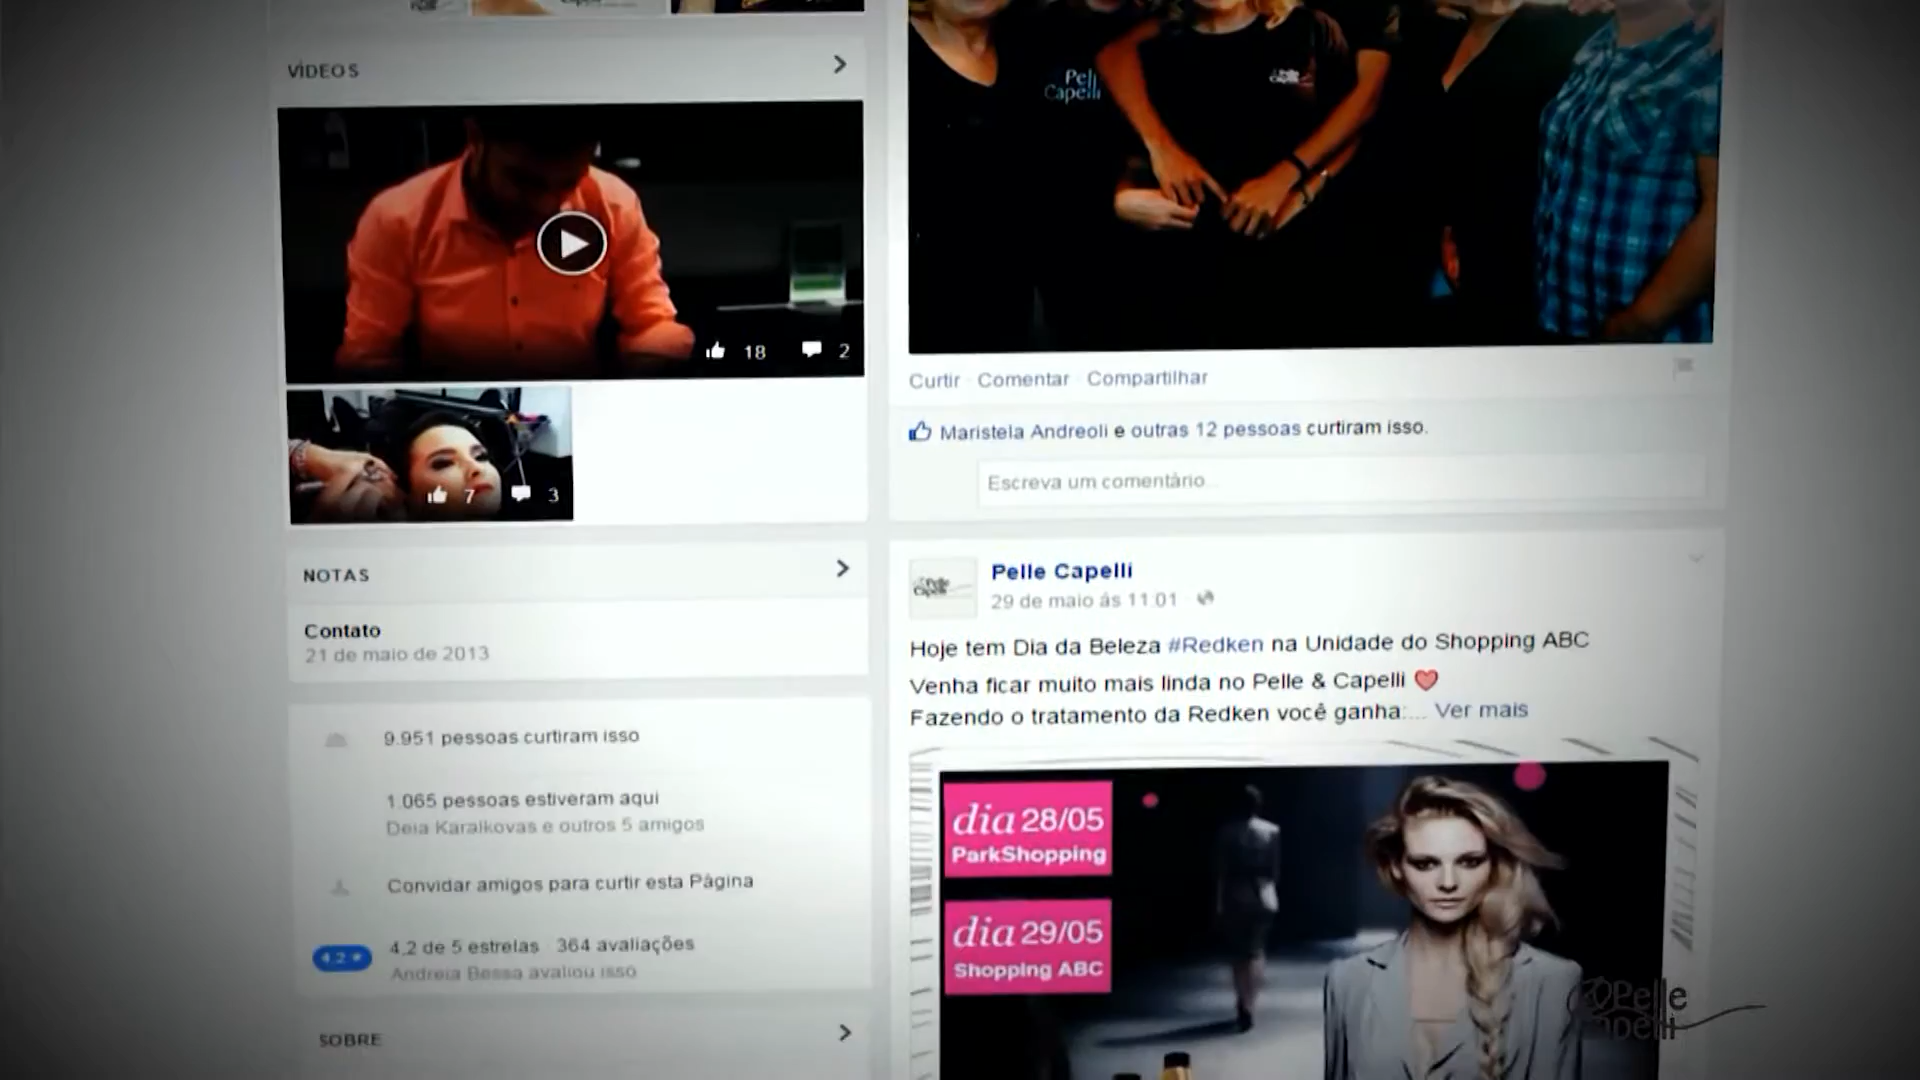 VÍDEOS
18 2
7 3
NOTAS
Contato
21 de maio de 2013
9.951 pessoas curtiram isso
1.065 pessoas estiveram aqui
Deia Karalkovas e outros 5 amigos
Convidar amigos para curtir esta Página
4.2
4,2 de 5 estrelas · 364 avaliações
Andreia Bessa avaliou isso
SOBRE
Pelle
Capelli
Curtir · Comentar · Compartilhar
Maristela Andreoli e outras 12 pessoas curtiram isso.
Escreva um comentário...
Pelle
Capelli
Pelle Capelli
29 de maio às 11:01
Hoje tem Dia da Beleza #Redken na Unidade do Shopping ABC
Venha ficar muito mais linda no Pelle & Capelli
Fazendo o tratamento da Redken você ganha:... Ver mais
dia 28/05
ParkShopping
dia 29/05
Shopping ABC
Pelle
Capelli